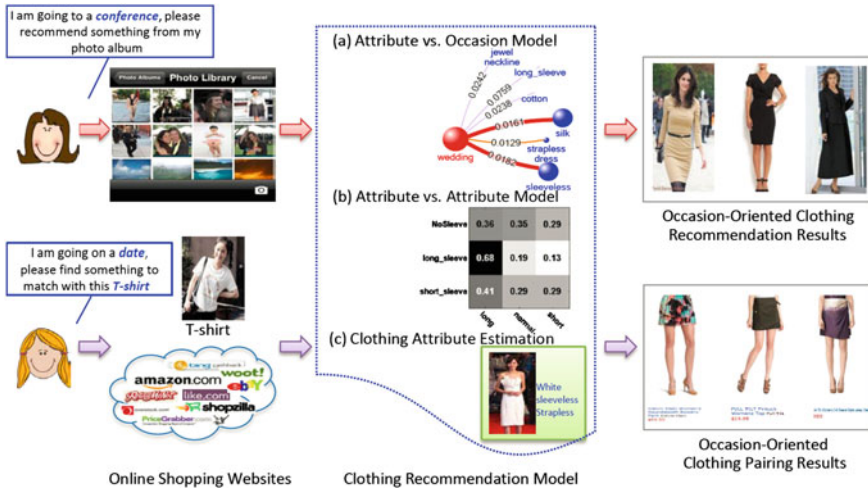 I am going to a conference, please
recommend something from my
photo album
Photo Albums
Photo Library
Cancel
(a) Attribute vs. Occasion Model
jewel
neckline
long_sleeve
cotton
0.0242
0.0759
0.0238
0.0161
0.0129
0.0182
wedding
silk
strapless
dress
sleeveless
Occasion-Oriented Clothing
Recommendation Results
(b) Attribute vs. Attribute Model
NoSleeve 0.36 0.35 0.29
long_sleeve 0.68 0.19 0.13
short_sleeve 0.41 0.29 0.29
long short
I am going on a date,
please find something to
match with this T-shirt
T-shirt
bing cashback
woot!
amazon.com
ebay
like.com
shopzilla
PriceGrabber.com
(c) Clothing Attribute Estimation
White
sleeveless
Strapless
Occasion-Oriented
Clothing Pairing Results
Online Shopping Websites
Clothing Recommendation Model